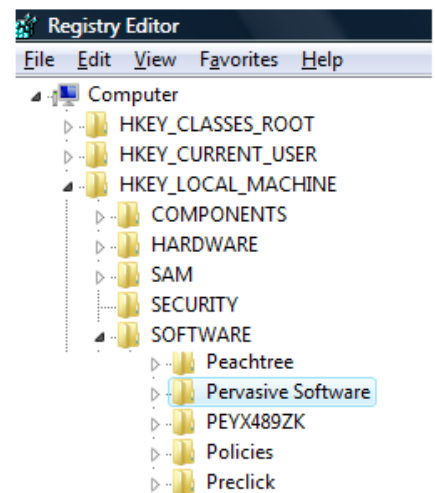 Registry Editor
File Edit View Favorites Help
Computer
HKEY_CLASSES_ROOT
HKEY_CURRENT_USER
HKEY_LOCAL_MACHINE
COMPONENTS
HARDWARE
SAM
SECURITY
SOFTWARE
Peachtree
Pervasive Software
PEYX489ZK
Policies
Preclick